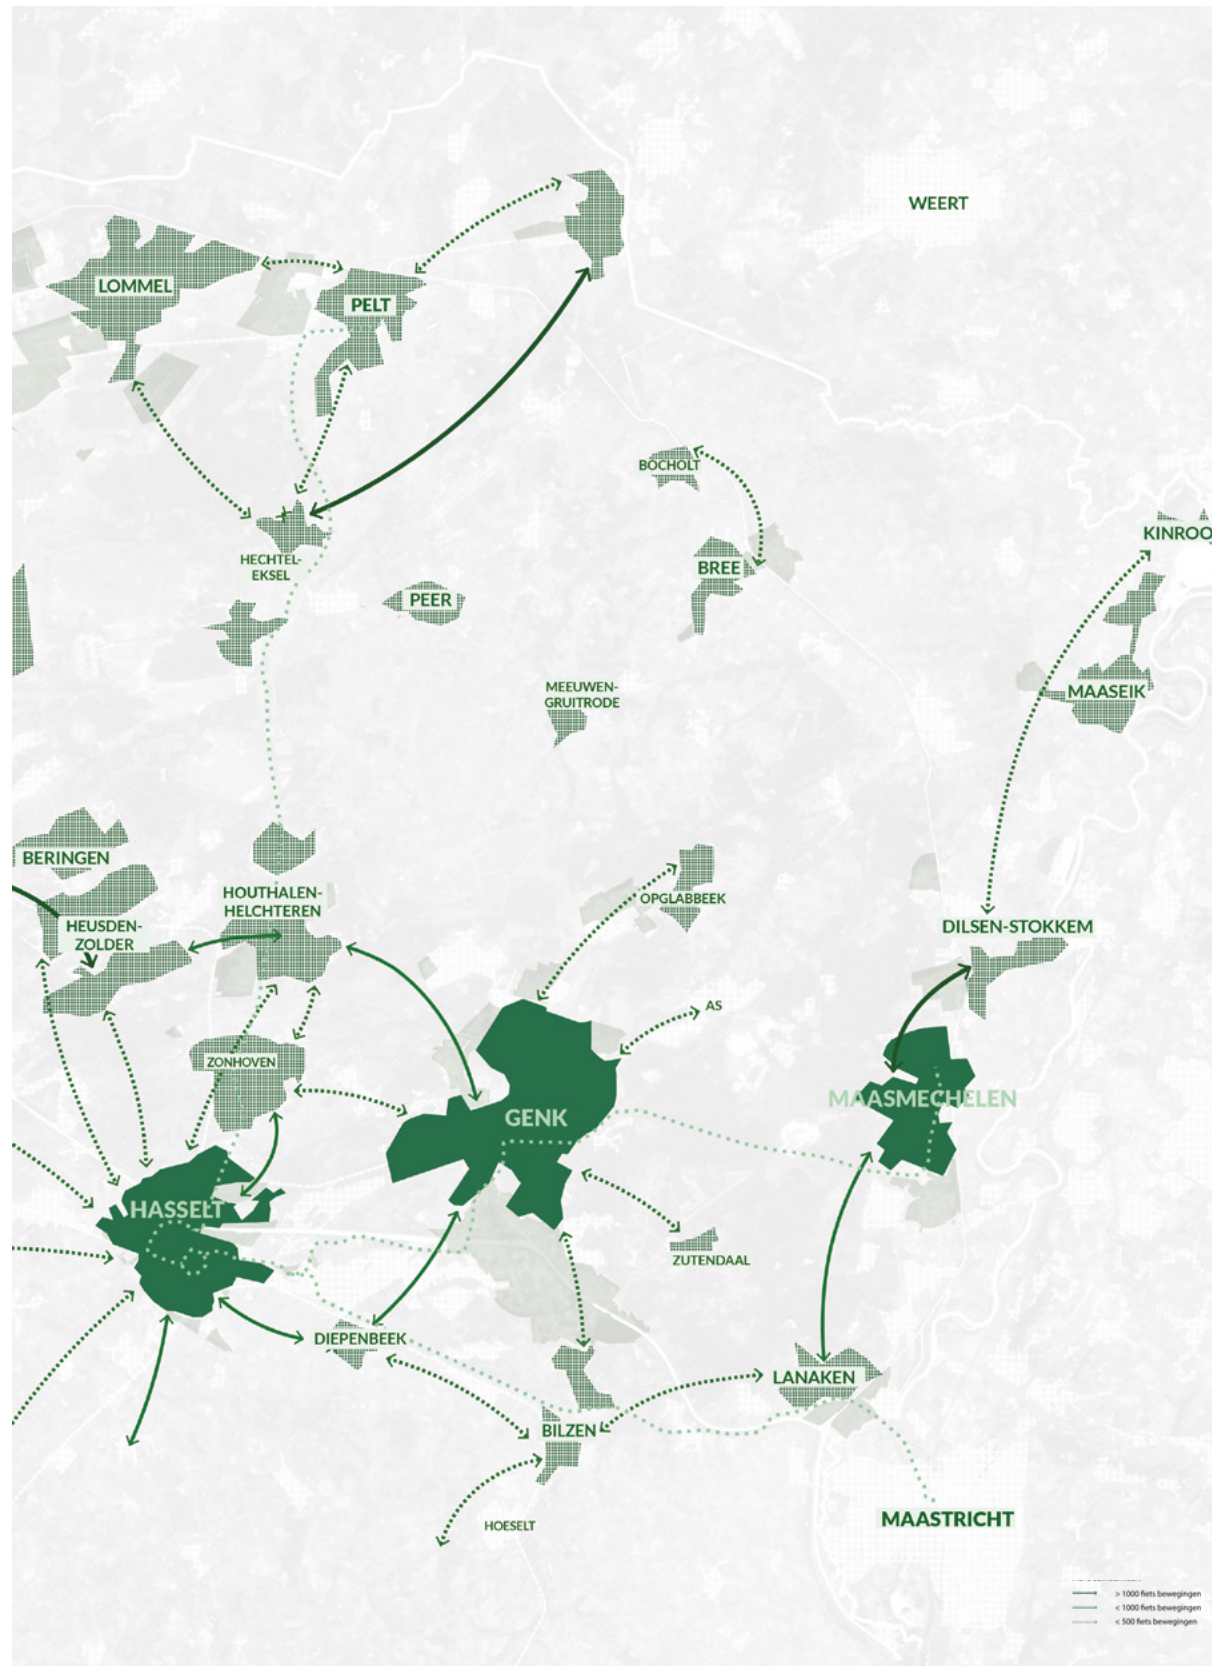 WEERT
LOMMEL
PELT
BOCHOLT
KINROO
HECHTEL-
EKSEL
BREE
PEER
MEEUWEN-
GRUITRODE
MAASEIK
BERINGEN
HOUTHALEN-
HELCHTEREN
OPGLABBEEK
HEUSDEN-
ZOLDER
DILSEN-STOKKEM
AS
ZONHOVEN
MAASMECHELEN
GENK
HASSELT
ZUTENDAAL
DIEPENBEEK
LANAKEN
BILZEN
HOESELT
MAASTRICHT
> 1000 fiets bewegingen
< 1000 fiets bewegingen
< 500 fiets bewegingen